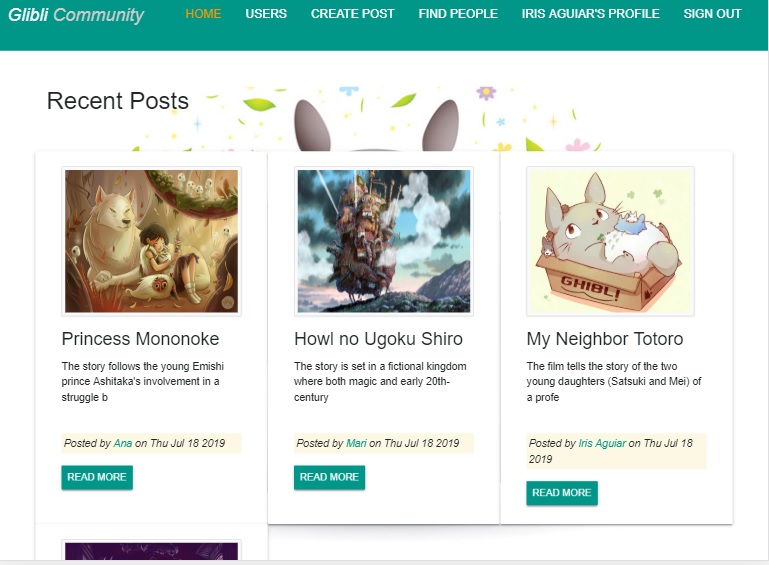 Glibli Community HOME USERS CREATE POST FIND PEOPLE IRIS AGUIAR'S PROFILE SIGN OUT
Recent Posts
GHIBLI
Princess Mononoke
The story follows the young Emishi
prince Ashitaka's involvement in a
struggle b
Posted by Ana on Thu Jul 18 2019
READ MORE
Howl no Ugoku Shiro
The story is set in a fictional kingdom
where both magic and early 20th-
century
Posted by Mari on Thu Jul 18 2019
READ MORE
My Neighbor Totoro
The film tells the story of the two
young daughters (Satsuki and Mei) of
a profe
Posted by Iris Aguiar on Thu Jul 18
2019
READ MORE